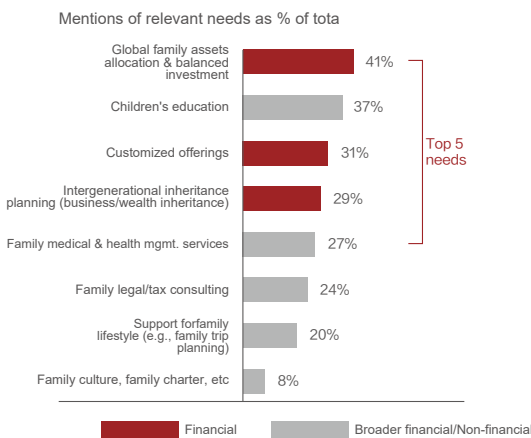 Mentions of relevant needs as % of tota
Global family assets
allocation & balanced
investment
41%
Children's education
37%
Customized offerings
31%
Top 5
needs
Intergenerational inheritance
planning (business/wealth inheritance)
29%
Family medical & health mgmt. services
27%
Family legal/tax consulting
24%
Support forfamily
lifestyle (e.g., family trip
planning)
20%
Family culture, family charter, etc
8%
Financial
Broader financial/Non-financial